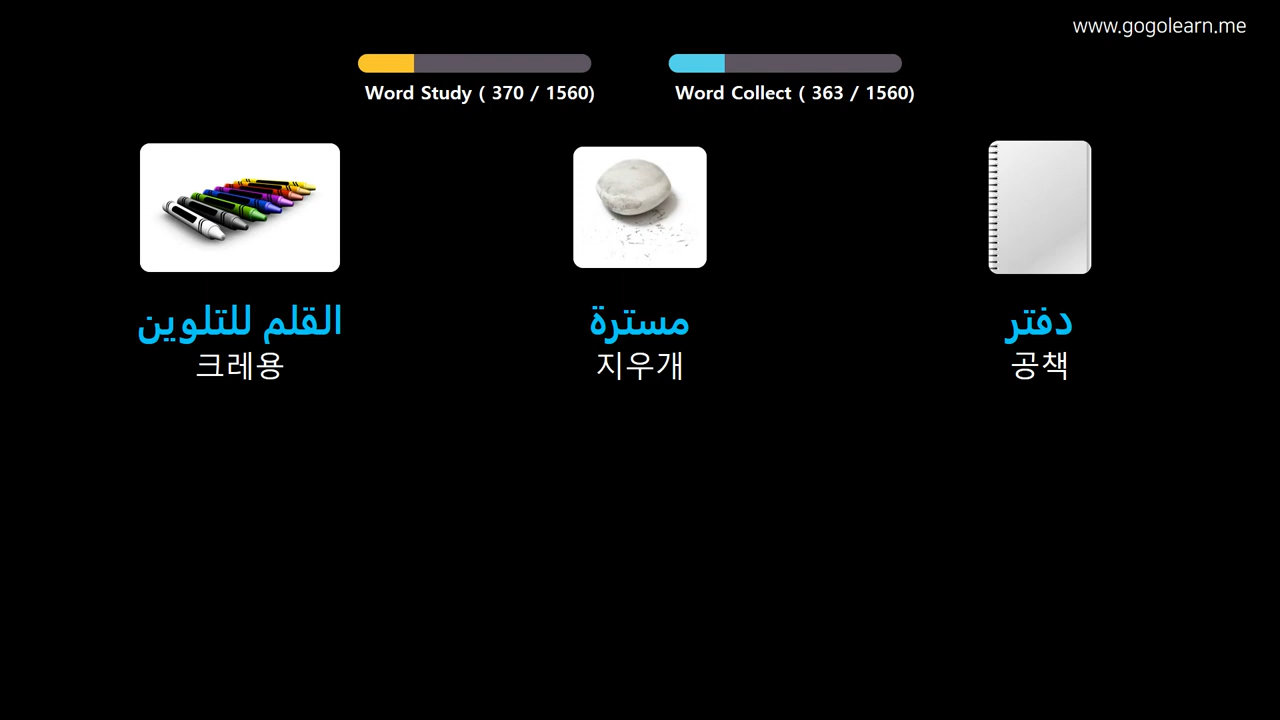 www.gogolearn.me
Word Study ( 370 / 1560)
Word Collect ( 363 / 1560)
القلم للتلوين
크레용
مسترة
지우개
دفتر
공책